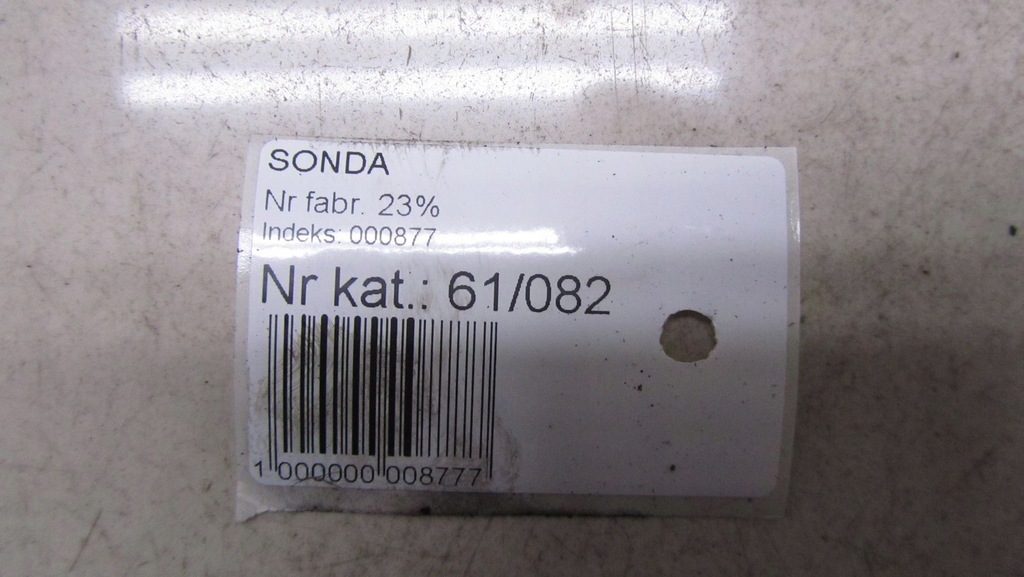 SONDA
Nr fabr. 23%
Indeks: 000877
Nr kat.: 61/082
1 000000 008777